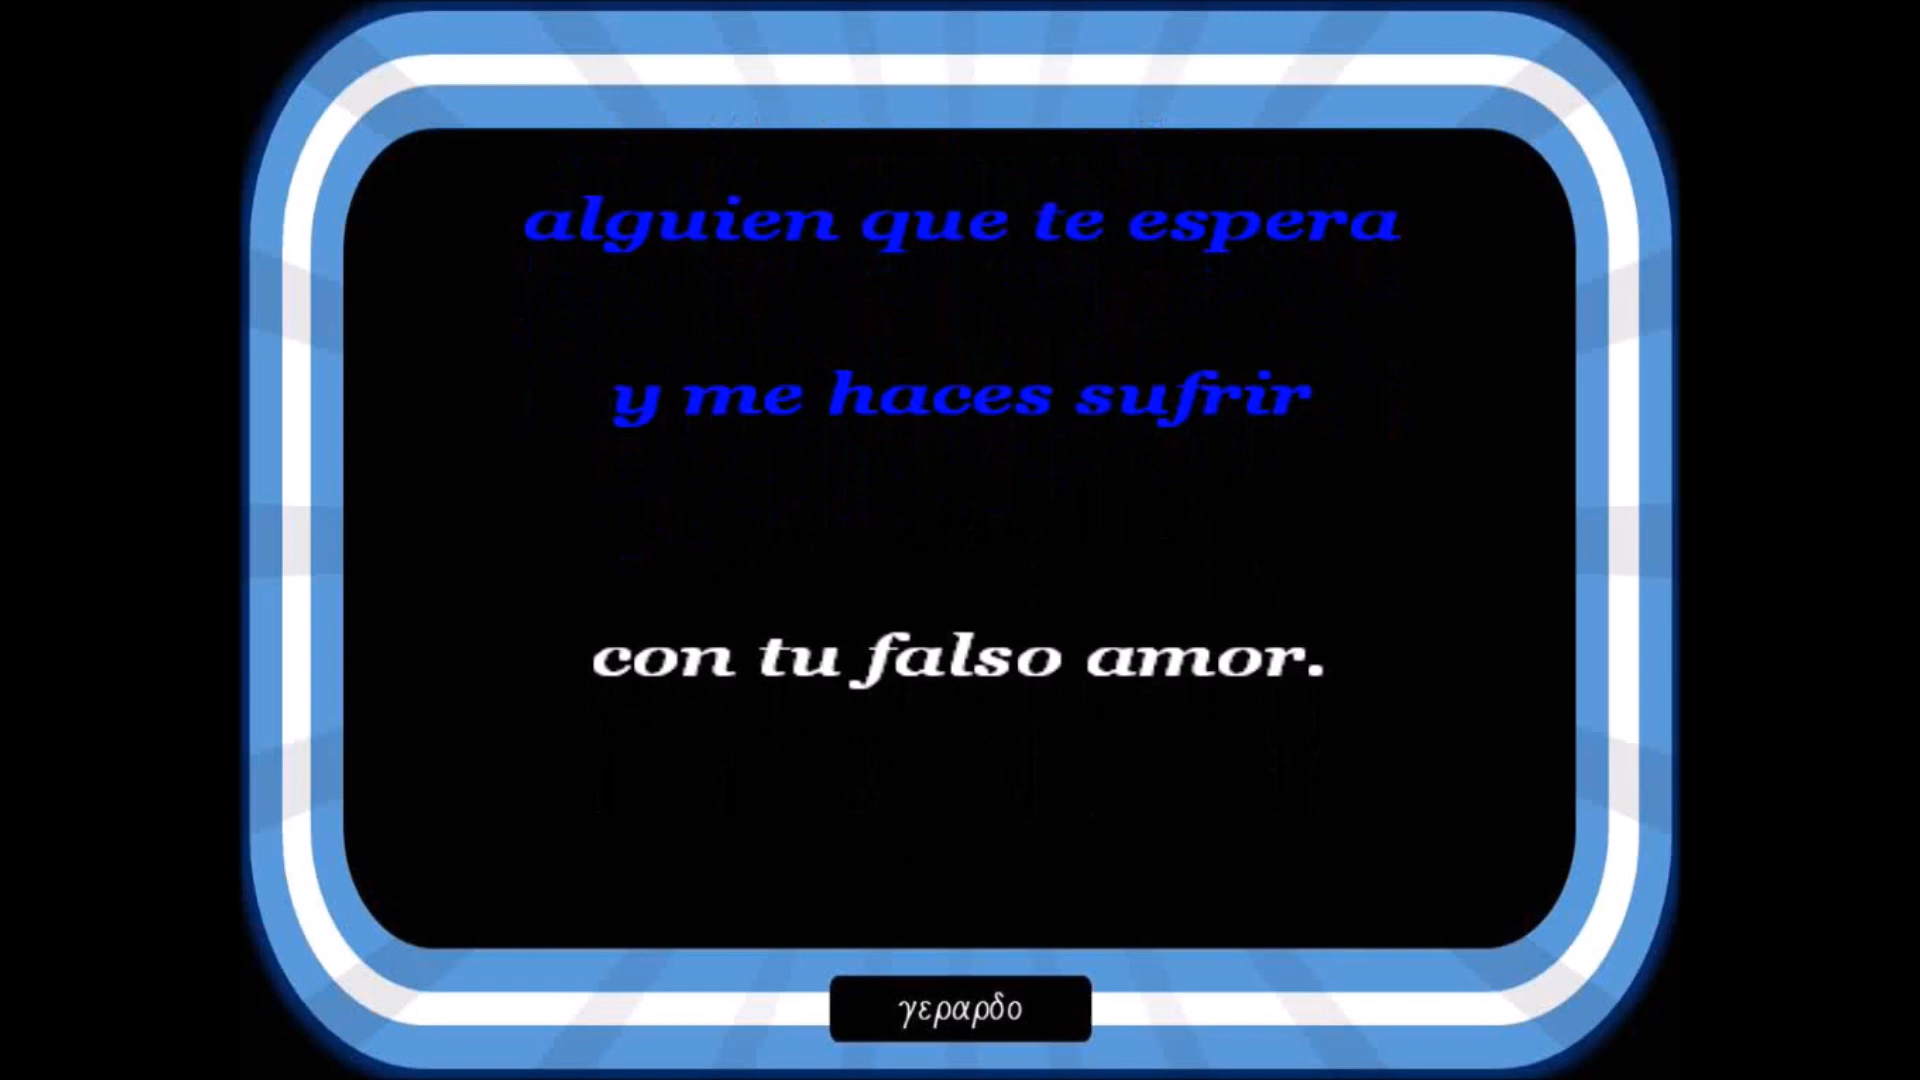 alguien que te espera
y me haces sufrir
con tu falso amor.
γεραρδο